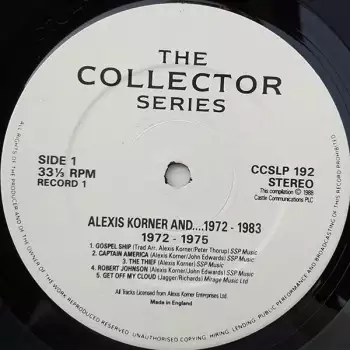 THE
COLLECTOR
SERIES
SIDE 1
33⅓ RPM
RECORD 1
CCSLP 192
STEREO
This compilation ℗ 1988
Castle Communications PLC
ALEXIS KORNER AND....1972 - 1983
1972 - 1975
1. GOSPEL SHIP (Trad Arr. Alexis Korner/Peter Thorup) SSP Music
2. CAPTAIN AMERICA (Alexis Korner/John Edwards) SSP Music
3. THE THIEF (Alexis Korner/John Edwards) SSP Music
4. ROBERT JOHNSON (Alexis Korner/John Edwards) SSP Music
5. GET OFF MY CLOUD (Jagger/Richards) Mirage Music Ltd
All Tracks Licensed from Alexis Korner Enterprises Ltd.
Made in England
ALL RIGHTS OF THE PRODUCER AND OF THE OWNER OF THE WORK REPRODUCED RESERVED. UNAUTHORISED COPYING, HIRING, LENDING, PUBLIC PERFORMANCE AND BROADCASTING OF THIS RECORD PROHIBITED.